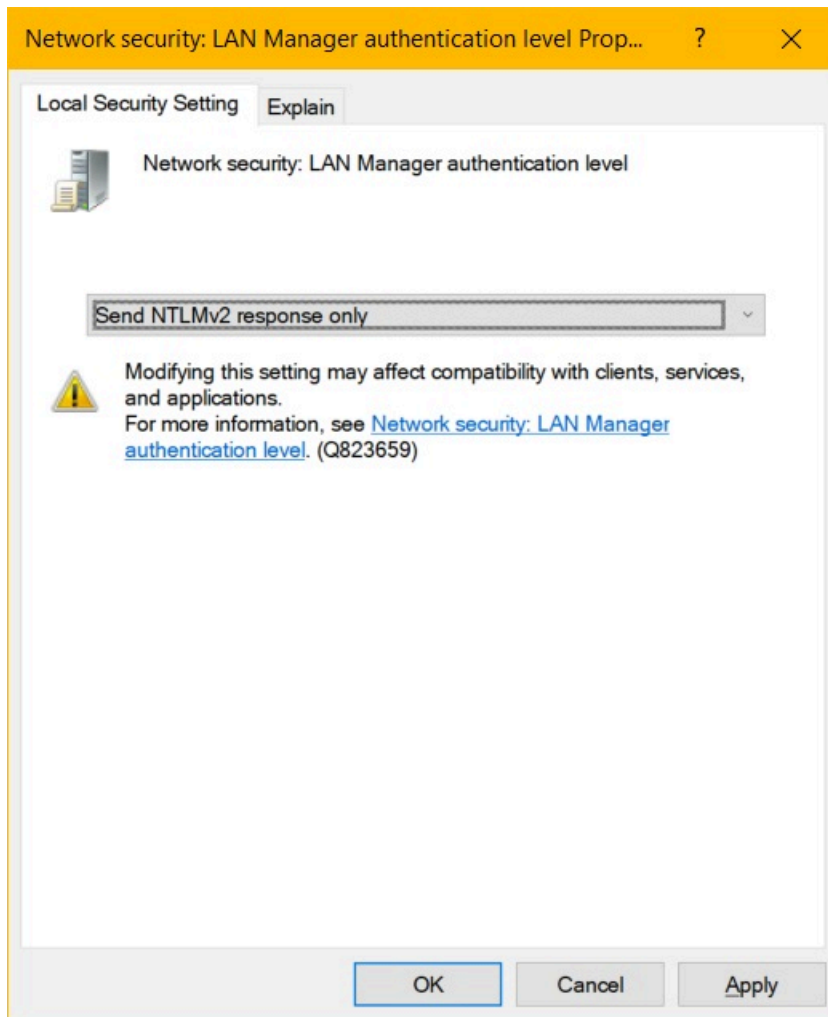 Network security: LAN Manager authentication level Prop...
?
Local Security Setting
Explain
Network security: LAN Manager authentication level
Send NTLMv2 response only
Modifying this setting may affect compatibility with clients, services,
and applications.
For more information, see Network security: LAN Manager
authentication level. (Q823659)
OK
Cancel
Apply